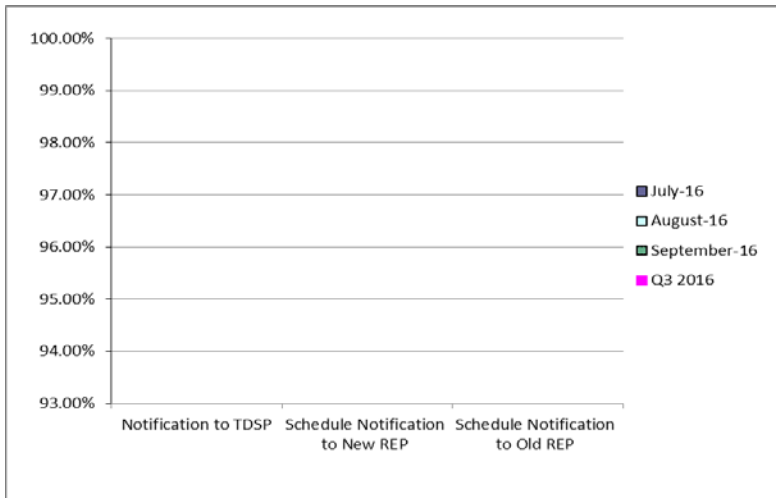 100.00%
99.00%
98.00%
97.00%
96.00%
95.00%
94.00%
93.00%
Notification to TDSP
Schedule Notification
to New REP
Schedule Notification
to Old REP
July-16
August-16
September-16
Q3 2016